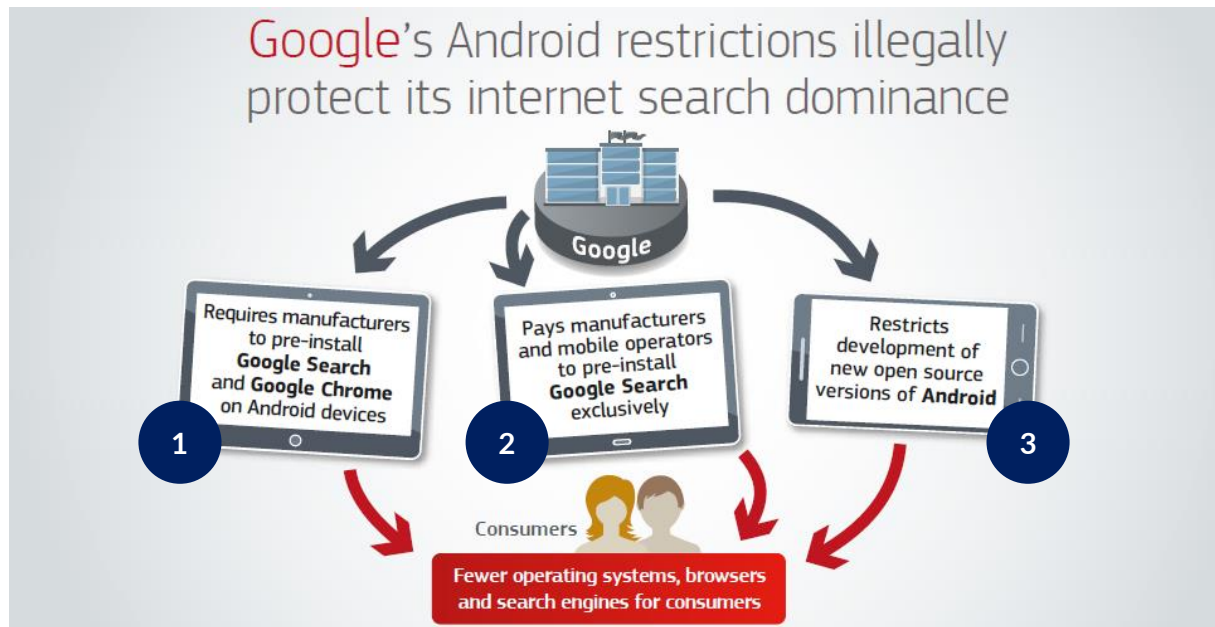 Google's Android restrictions illegally
protect its internet search dominance
Google
Requires manufacturers
to pre-install
Google Search
and Google Chrome
on Android devices
1
Pays manufacturers
and mobile operators
to pre-install
Google Search
exclusively
2
Restricts
development of
new open source
versions of Android
3
Consumers
Fewer operating systems, browsers
and search engines for consumers